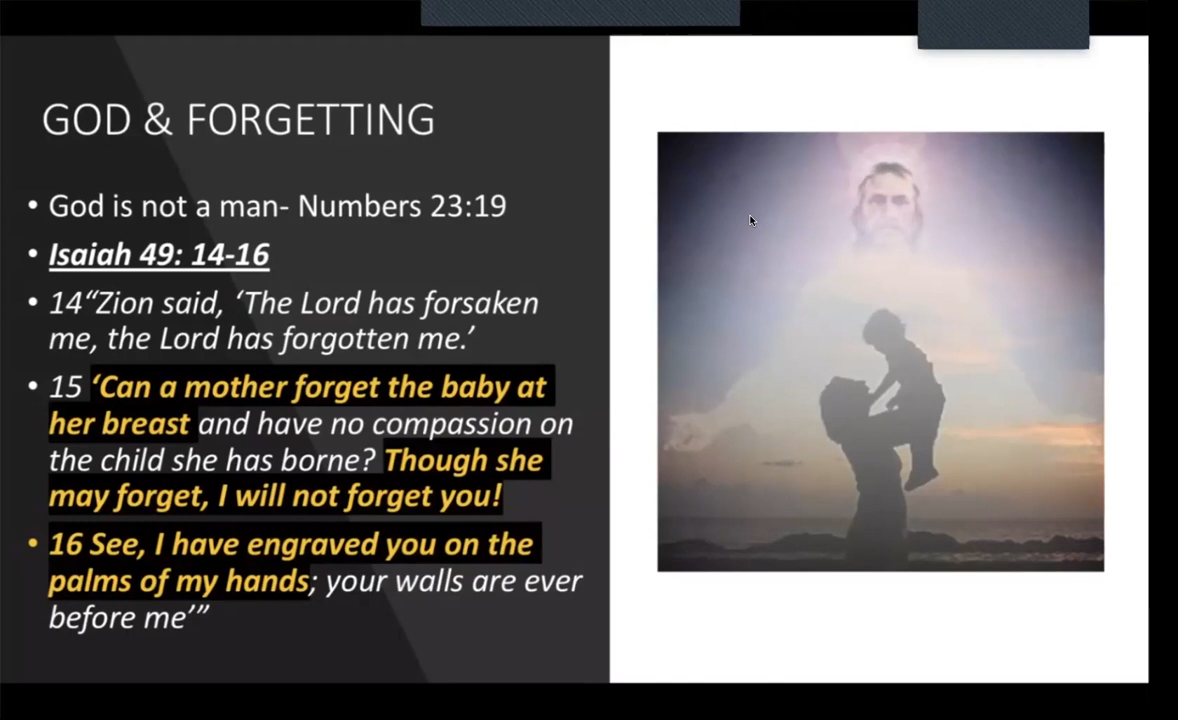 GOD & FORGETTING
• God is not a man- Numbers 23:19
• Isaiah 49: 14-16
• 14“Zion said, ‘The Lord has forsaken
me, the Lord has forgotten me.’
• 15 ‘Can a mother forget the baby at
her breast and have no compassion on
the child she has borne? Though she
may forget, I will not forget you!
• 16 See, I have engraved you on the
palms of my hands; your walls are ever
before me’”